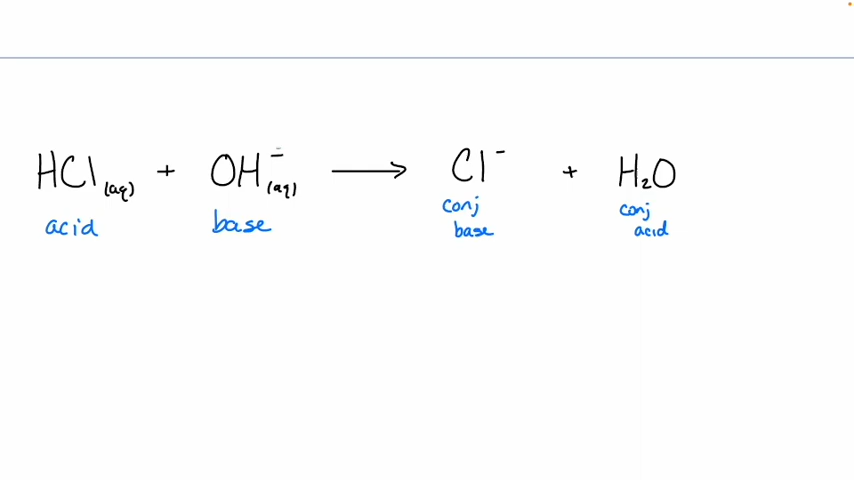 HCl(aq) + OH⁻(aq) ⟶ Cl⁻ + H₂O
acid base conj base conj acid